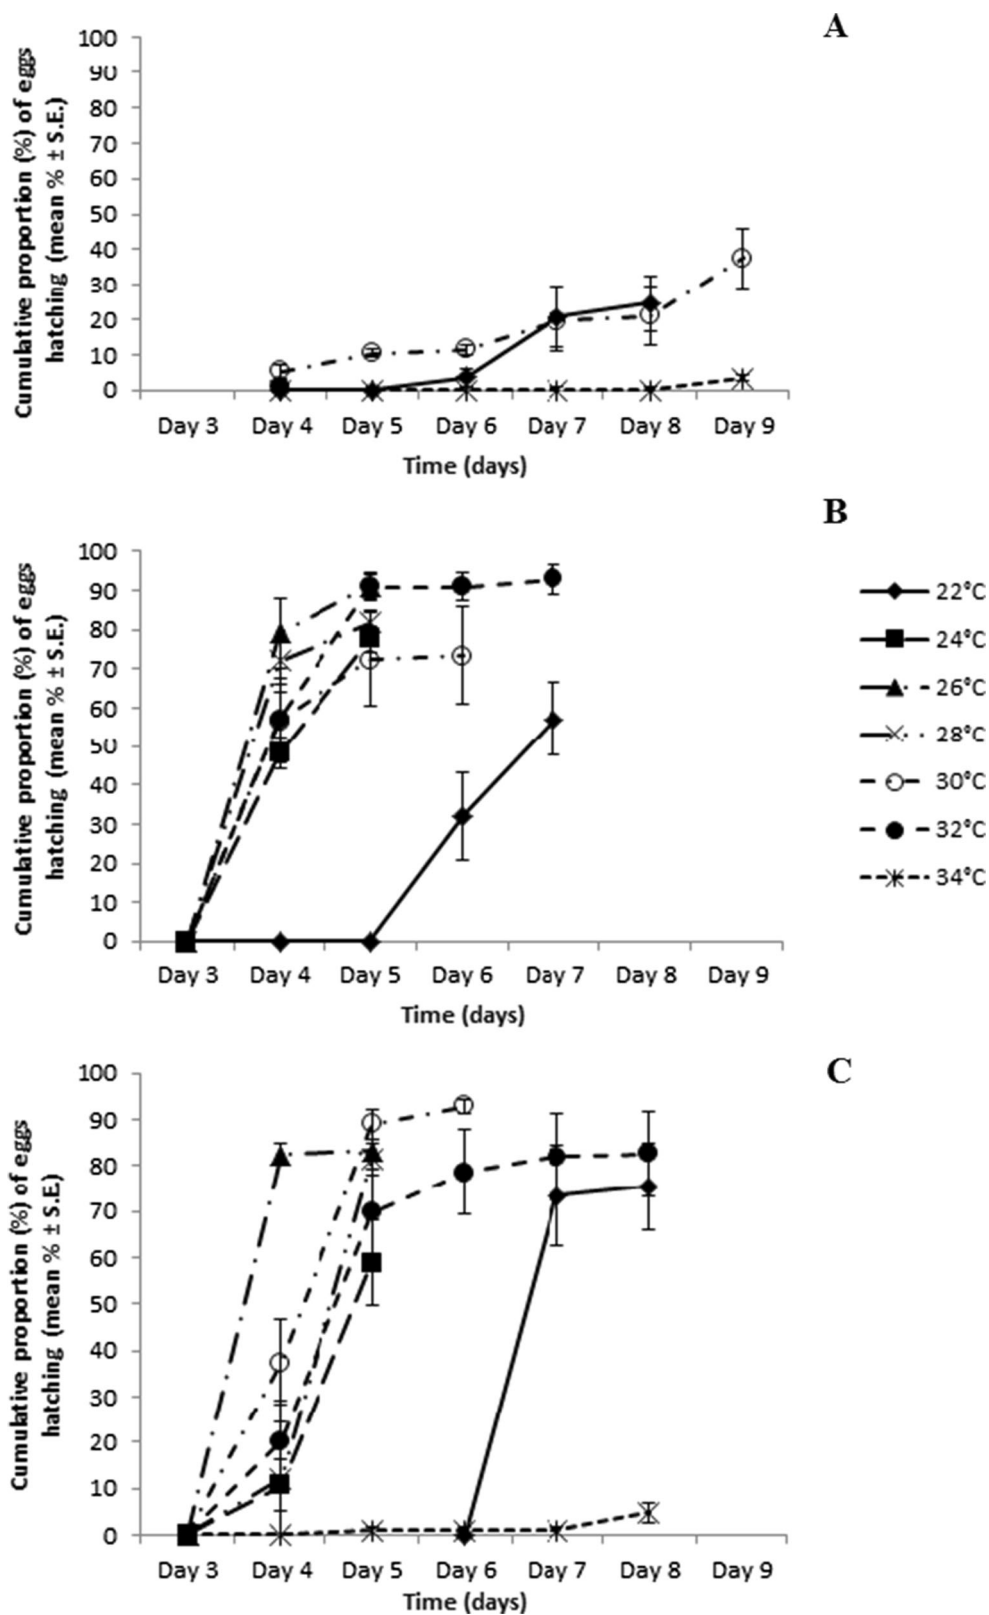 A
Cumulative proportion (%) of eggs
hatching (mean % ± S.E.)
100
90
80
70
60
50
40
30
20
10
0
Day 3 Day 4 Day 5 Day 6 Day 7 Day 8 Day 9
Time (days)
B
Cumulative proportion (%) of eggs
hatching (mean % ± S.E.)
100
90
80
70
60
50
40
30
20
10
0
Day 3 Day 4 Day 5 Day 6 Day 7 Day 8 Day 9
Time (days)
22°C
24°C
26°C
28°C
30°C
32°C
34°C
C
Cumulative proportion (%) of eggs
hatching (mean % ± S.E.)
100
90
80
70
60
50
40
30
20
10
0
Day 3 Day 4 Day 5 Day 6 Day 7 Day 8 Day 9
Time (days)